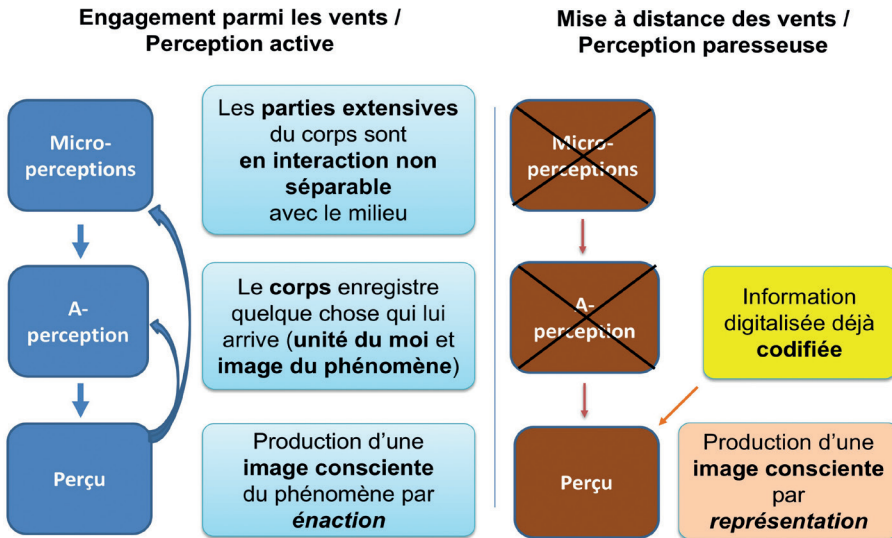 Engagement parmi les vents /
Perception active
Micro-
perceptions
Les parties extensives
du corps sont
en interaction non
séparable
avec le milieu
A-
perception
Le corps enregistre
quelque chose qui lui
arrive (unité du moi et
image du phénomène)
Perçu
Production d’une
image consciente
du phénomène par
énaction
Mise à distance des vents /
Perception paresseuse
Micro-
perceptions
A-
perception
Information
digitalisée déjà
codifiée
Perçu
Production d’une
image consciente
par
représentation